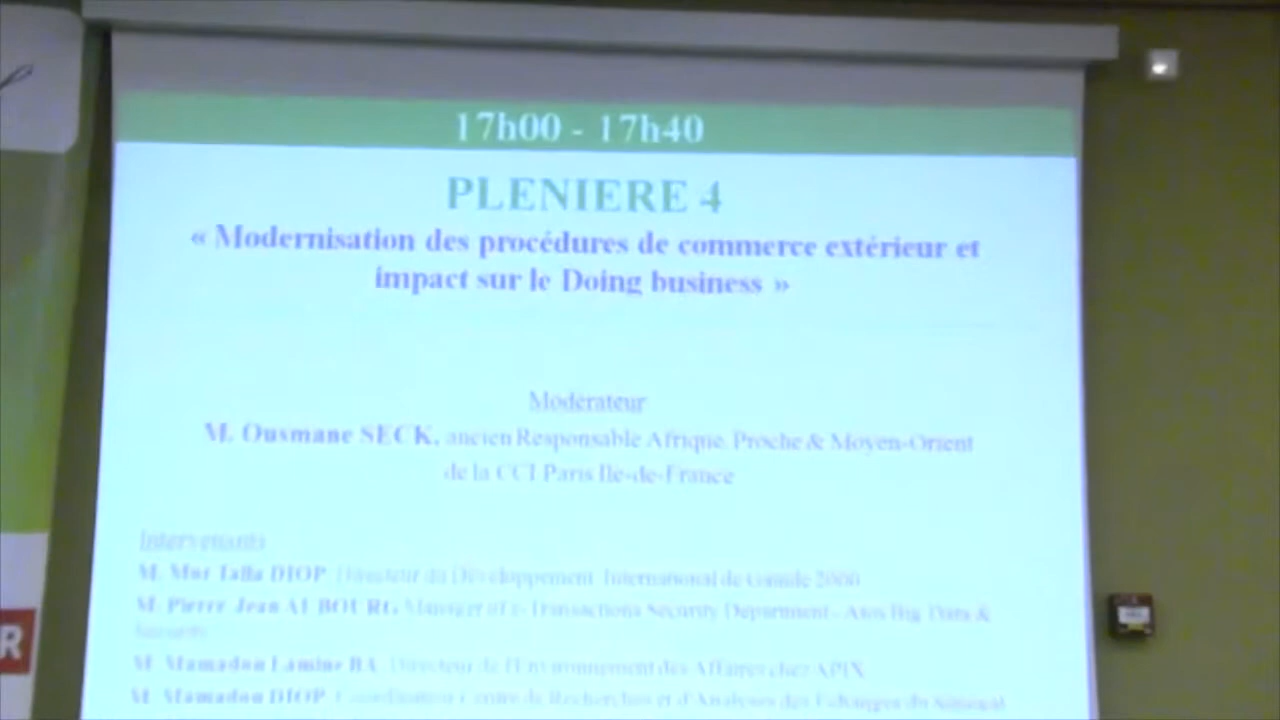 17h00 - 17h40
PLENIERE 4
« Modernisation des procédures de commerce extérieur et
impact sur le Doing business »
Modérateur
M. Ousmane SECK, ancien Responsable Afrique, Proche & Moyen-Orient
de la CCI Paris Ile-de-France
Intervenants
M. Mor Talla DIOP, Directeur du Développement International de Gainde 2000
M. Pierre Jean Manager of e-Transactions Security Department - Atos Big Data &
Security
M. Mamadou Lamine BA, Directeur de l'Environnement des Affaires chez APIX
M. Mamadou DIOP, Centre de Recherches et d'Analyses des Echanges du Sénégal
R